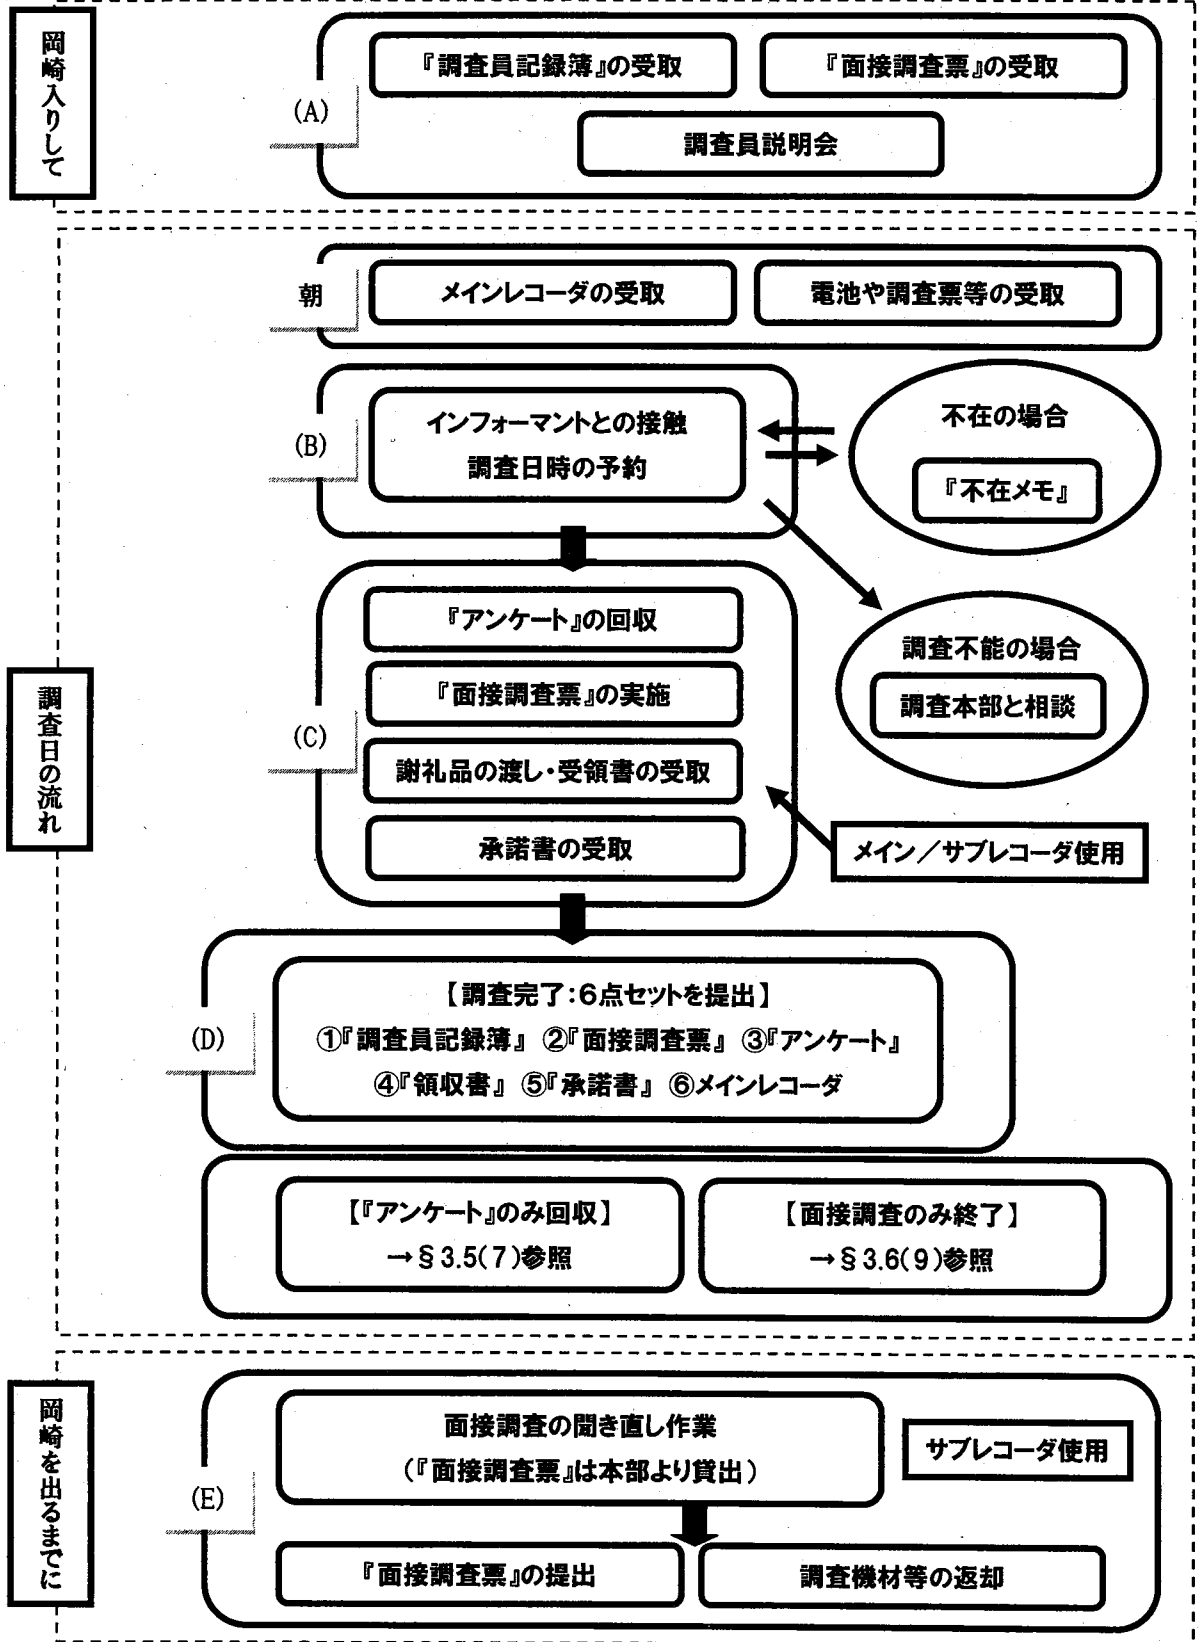 岡崎入りして
(A)
『調査員記録簿』の受取
『面接調査票』の受取
調査員説明会
調査日の流れ
朝
メインレコーダの受取
電池や調査票等の受取
(B)
インフォーマントとの接触
調査日時の予約
不在の場合
『不在メモ』
調査不能の場合
調査本部と相談
(C)
『アンケート』の回収
『面接調査票』の実施
謝礼品の渡し・受領書の受取
承諾書の受取
メイン／サブレコーダ使用
(D)
【調査完了:6点セットを提出】
①『調査員記録簿』 ②『面接調査票』 ③『アンケート』
④『領収書』 ⑤『承諾書』 ⑥メインレコーダ
【『アンケート』のみ回収】
→§3.5(7)参照
【面接調査のみ終了】
→§3.6(9)参照
岡崎を出るまでに
(E)
面接調査の聞き直し作業
(『面接調査票』は本部より貸出)
サブレコーダ使用
『面接調査票』の提出
調査機材等の返却